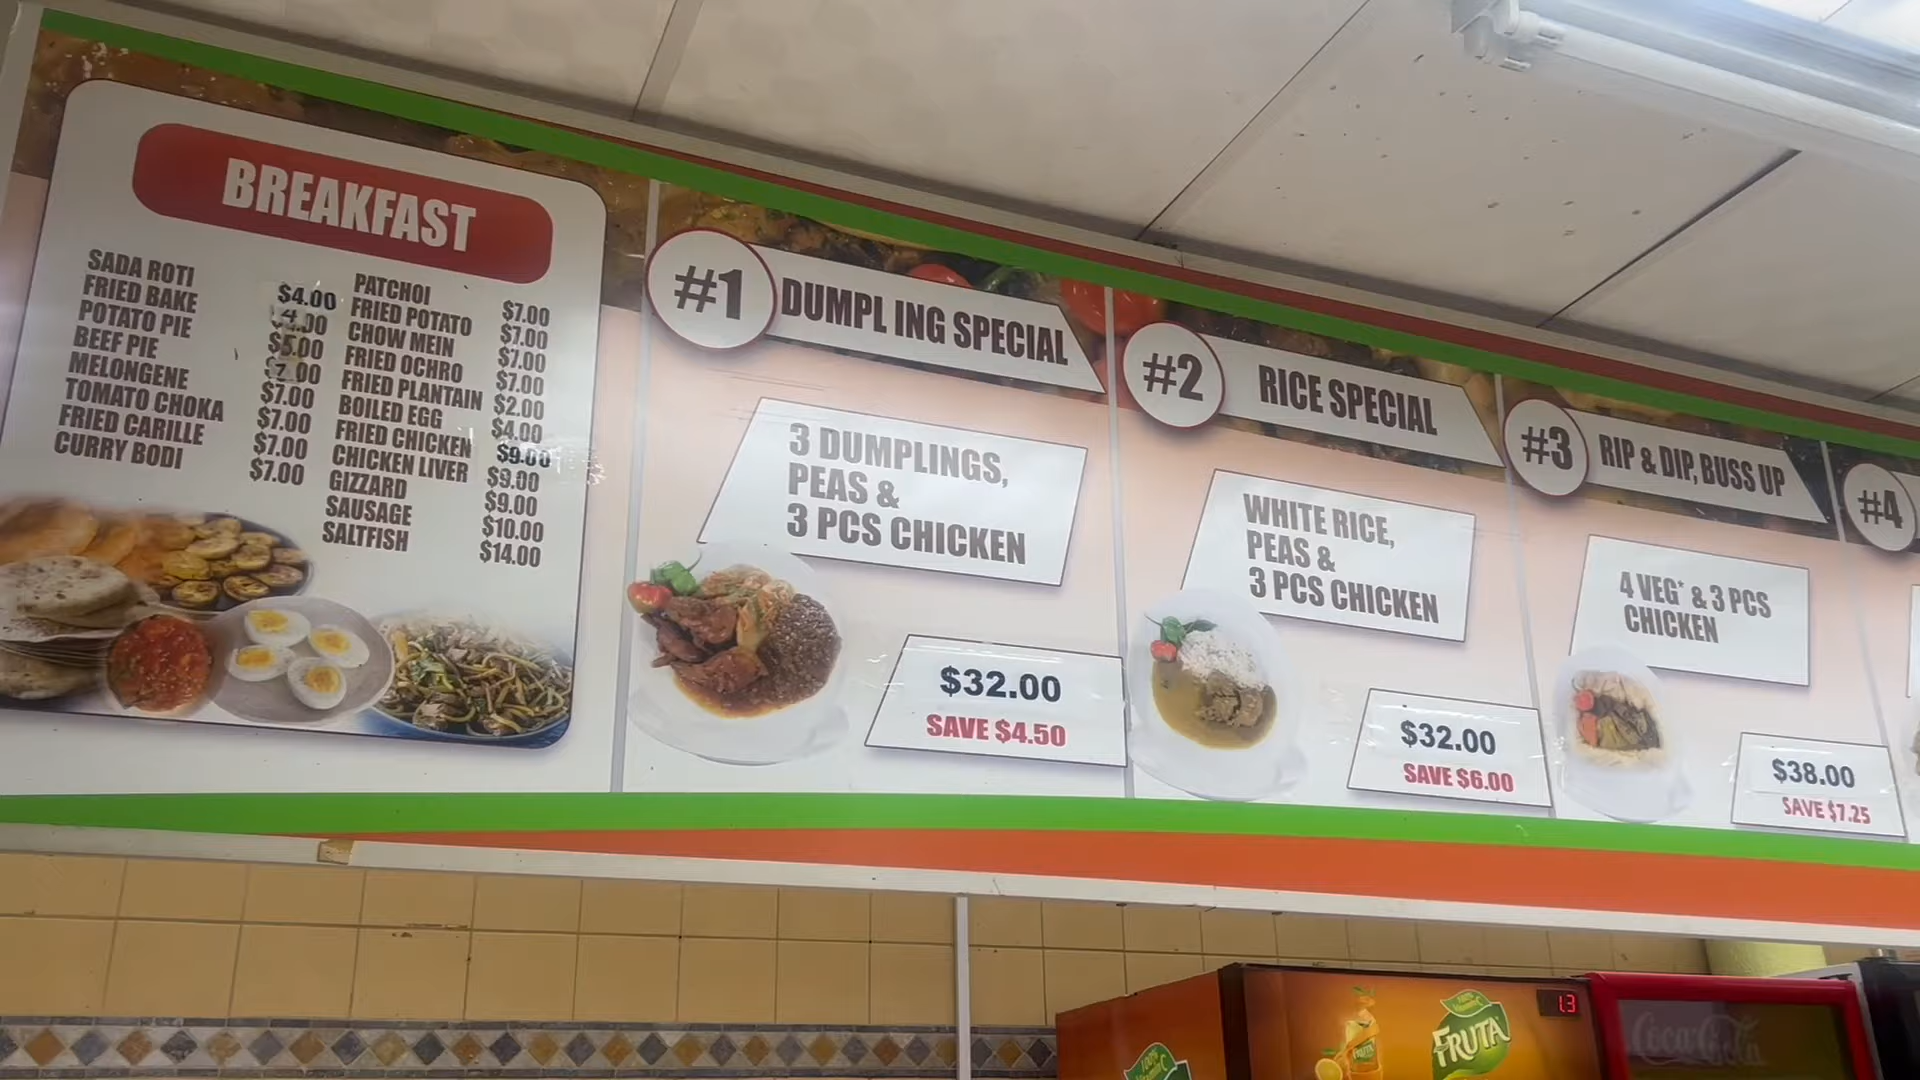 BREAKFAST
SADA ROTI $4.00
FRIED BAKE $4.00
POTATO PIE $5.00
BEEF PIE $7.00
MELONGENE $7.00
TOMATO CHOKA $7.00
FRIED CARILLE $7.00
CURRY BODI $7.00
PATCHOI $7.00
FRIED POTATO $7.00
CHOW MEIN $7.00
FRIED OCHRO $7.00
FRIED PLANTAIN $2.00
BOILED EGG $4.00
FRIED CHICKEN $9.00
CHICKEN LIVER $9.00
GIZZARD $9.00
SAUSAGE $10.00
SALTFISH $14.00
#1 DUMPL ING SPECIAL
3 DUMPLINGS,
PEAS &
3 PCS CHICKEN
$32.00
SAVE $4.50
#2 RICE SPECIAL
WHITE RICE,
PEAS &
3 PCS CHICKEN
$32.00
SAVE $6.00
#3 RIP & DIP, BUSS UP
4 VEG* & 3 PCS
CHICKEN
$38.00
SAVE $7.25
#4
FRUTA
13
Coca-Cola